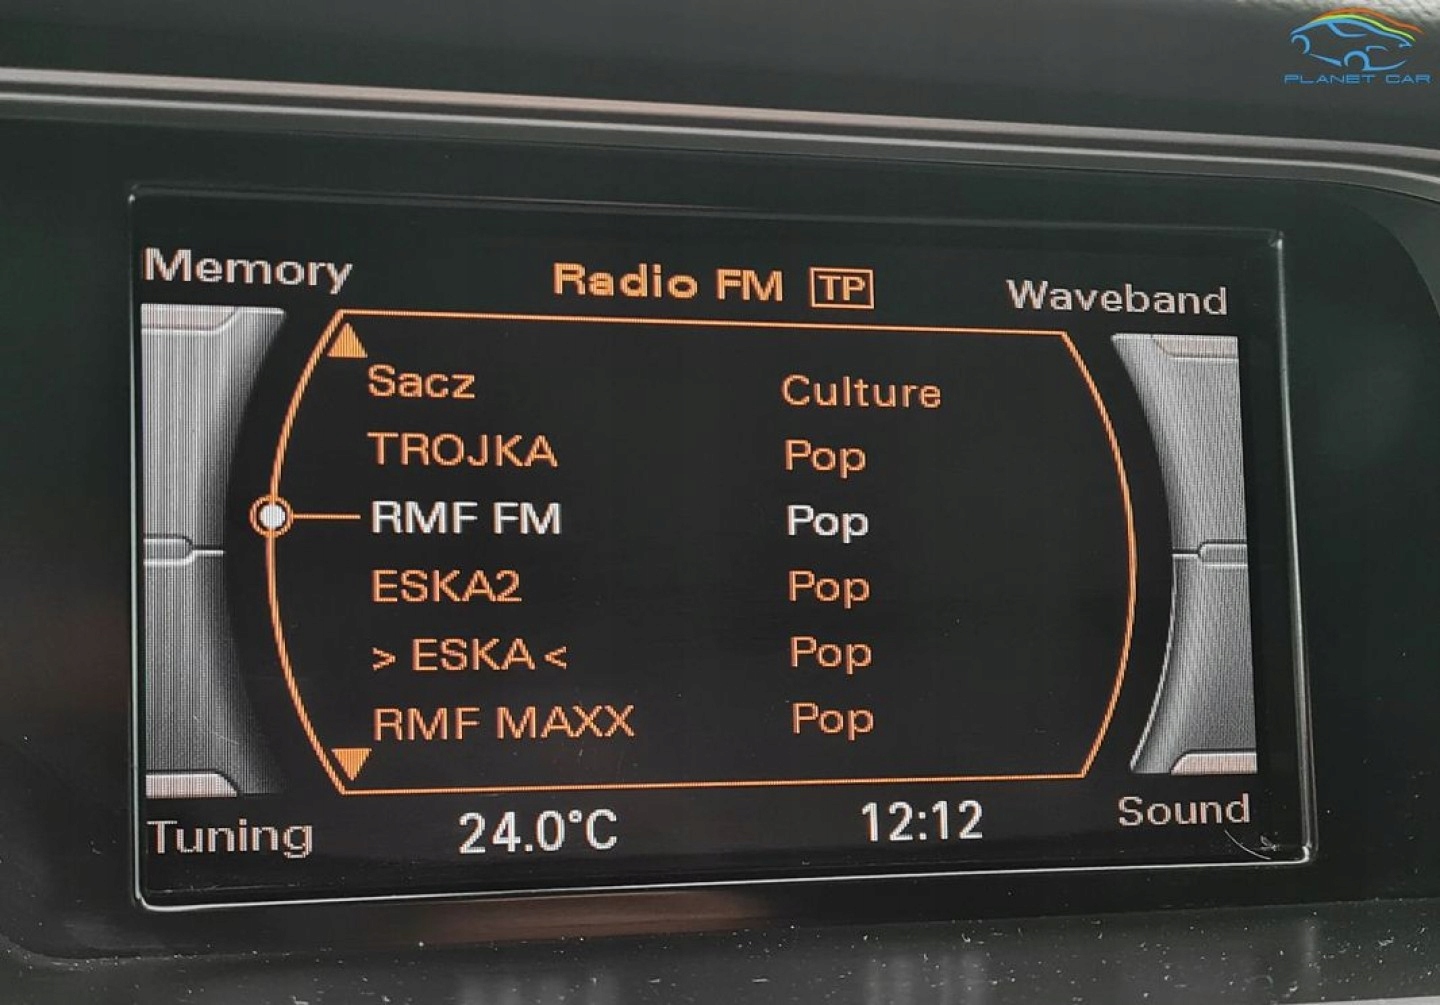 PLANET CAR
Memory
Radio FM TP
Waveband
Sacz Culture
TROJKA Pop
RMF FM Pop
ESKA2 Pop
> ESKA < Pop
RMF MAXX Pop
Tuning
24.0°C
12:12
Sound